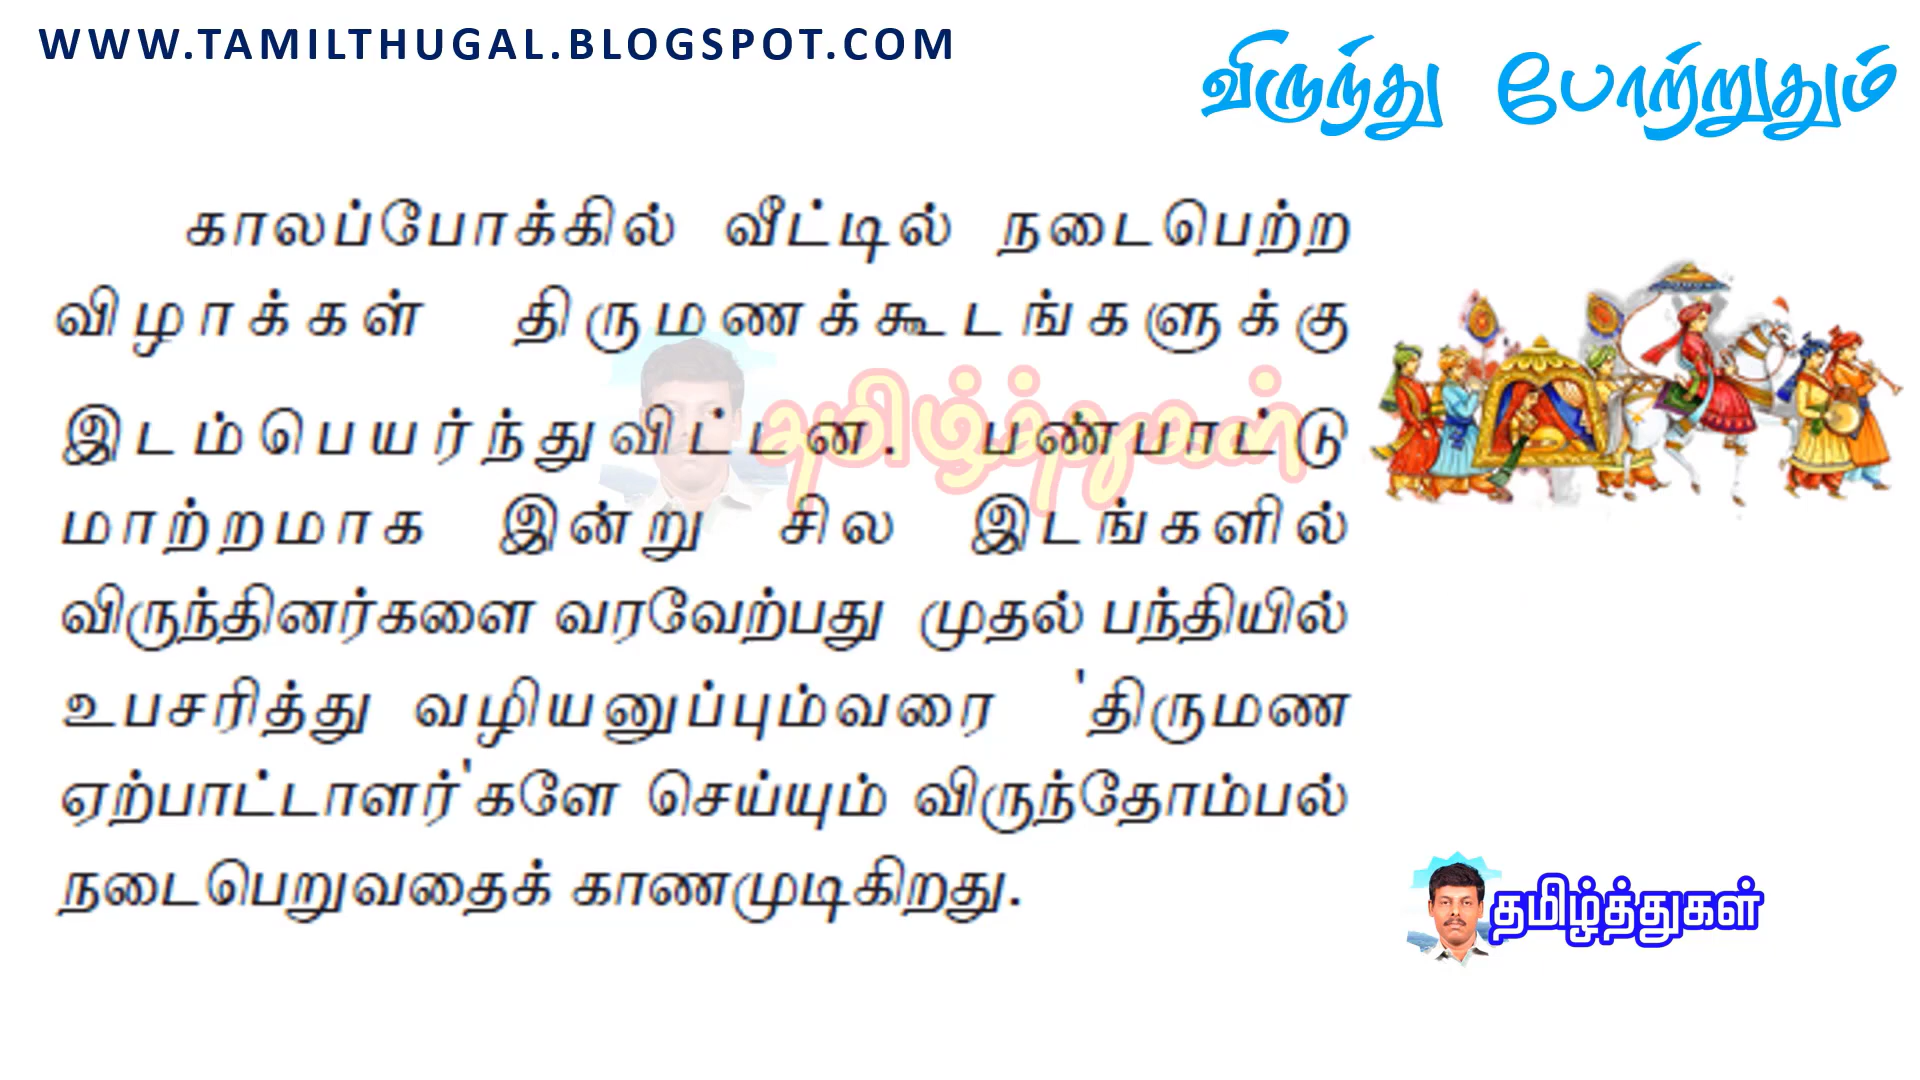 WWW.TAMILTHUGAL.BLOGSPOT.COM
விருந்து போற்றுதும்
காலப்போக்கில் வீட்டில் நடைபெற்ற
விழாக்கள் திருமணக்கூடங்களுக்கு
இடம்பெயர்ந்துவிட்டன. பண்பாட்டு
மாற்றமாக இன்று சில இடங்களில்
விருந்தினர்களை வரவேற்பது முதல் பந்தியில்
உபசரித்து வழியனுப்பும்வரை 'திருமண
ஏற்பாட்டாளர்'களே செய்யும் விருந்தோம்பல்
நடைபெறுவதைக் காணமுடிகிறது.
தமிழ்த்துகள்
தமிழ்த்துகள்